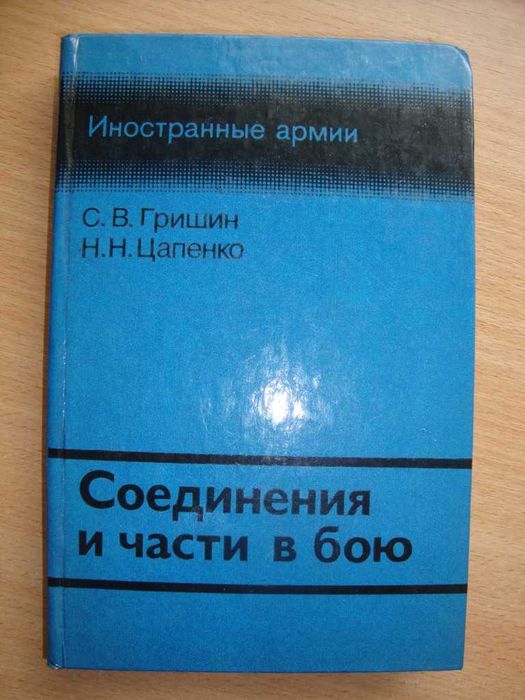 Иностранные армии
С. В. Гришин
Н. Н. Цапенко
Соединения
и части в бою